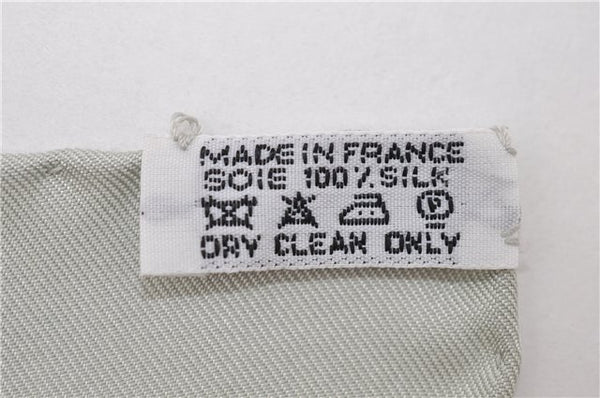 MADE IN FRANCE
SOIE 100% SILK
P
DRY CLEAN ONLY